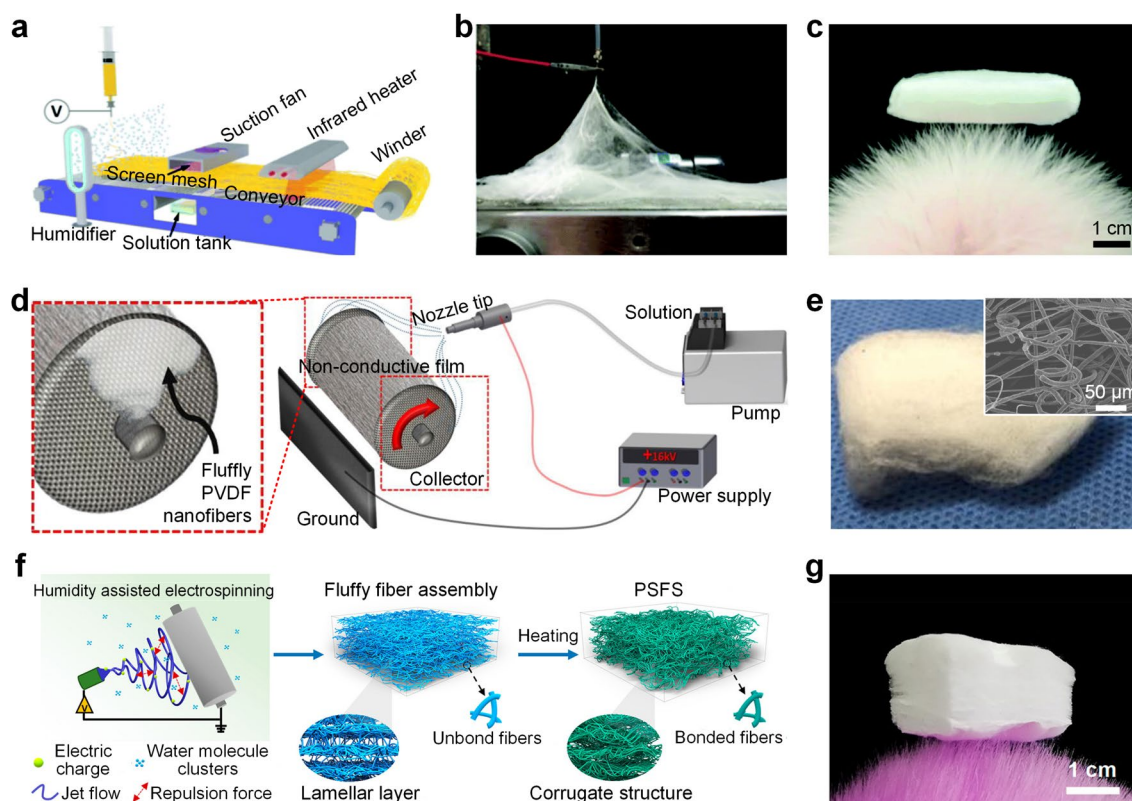 a
V
Suction fan
Infrared heater
Winder
Screen mesh
Conveyor
Humidifier
Solution tank
b
c
1 cm
d
Nozzle tip
Solution
Non-conductive film
Pump
Fluffly
PVDF
nanofibers
Collector
+16kV
Power supply
Ground
e
50 μm
f
Humidity assisted electrospinning
V
Electric
charge
Water molecule
clusters
Jet flow
Repulsion force
Fluffy fiber assembly
Unbond fibers
Lamellar layer
Heating
PSFS
Bonded fibers
Corrugate structure
g
1 cm